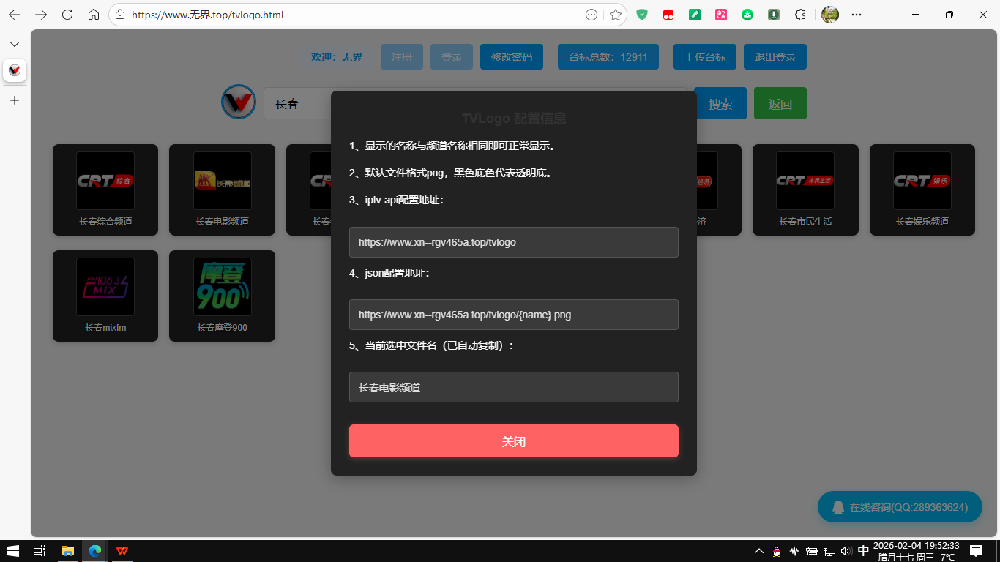 https://www.无界.top/tvlogo.html
欢迎：无界
注册
登录
修改密码
台标总数：12911
上传台标
退出登录
长春
搜索
返回
TVLogo 配置信息
1、显示的名称与频道名称相同即可正常显示。
2、默认文件格式png，黑色底色代表透明底。
3、iptv-api配置地址：
https://www.xn--rgv465a.top/tvlogo
4、json配置地址：
https://www.xn--rgv465a.top/tvlogo/{name}.png
5、当前选中文件名（已自动复制）：
长春电影频道
关闭
CRT 综合
长春综合频道
长春电影频道
经济
济
CRT 市民生活
长春市民生活
CRT 娱乐
长春娱乐频道
FM106.3
MIX
长春mixfm
摩登
900
长春摩登900
在线咨询(QQ:289363624)
中
2026-02-04 19:52:33
腊月十七 周三 -7℃